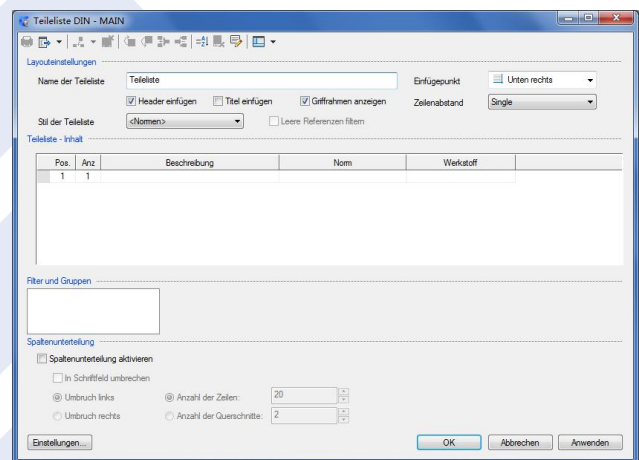 Teileliste DIN - MAIN
Layouteinstellungen
Name der Teileliste Teileliste Einfügepunkt Unten rechts
Header einfügen Titel einfügen Griffrahmen anzeigen Zeilenabstand Single
Stil der Teileliste <Normen> Leere Referenzen filtern
Teileliste - Inhalt
Pos. Anz Beschreibung Norm Werkstoff
1 1
Filter und Gruppen
Spaltenunterteilung
Spaltenunterteilung aktivieren
In Schriftfeld umbrechen
Umbruch links Anzahl der Zeilen: 20
Umbruch rechts Anzahl der Querschnitte: 2
Einstellungen... OK Abbrechen Anwenden